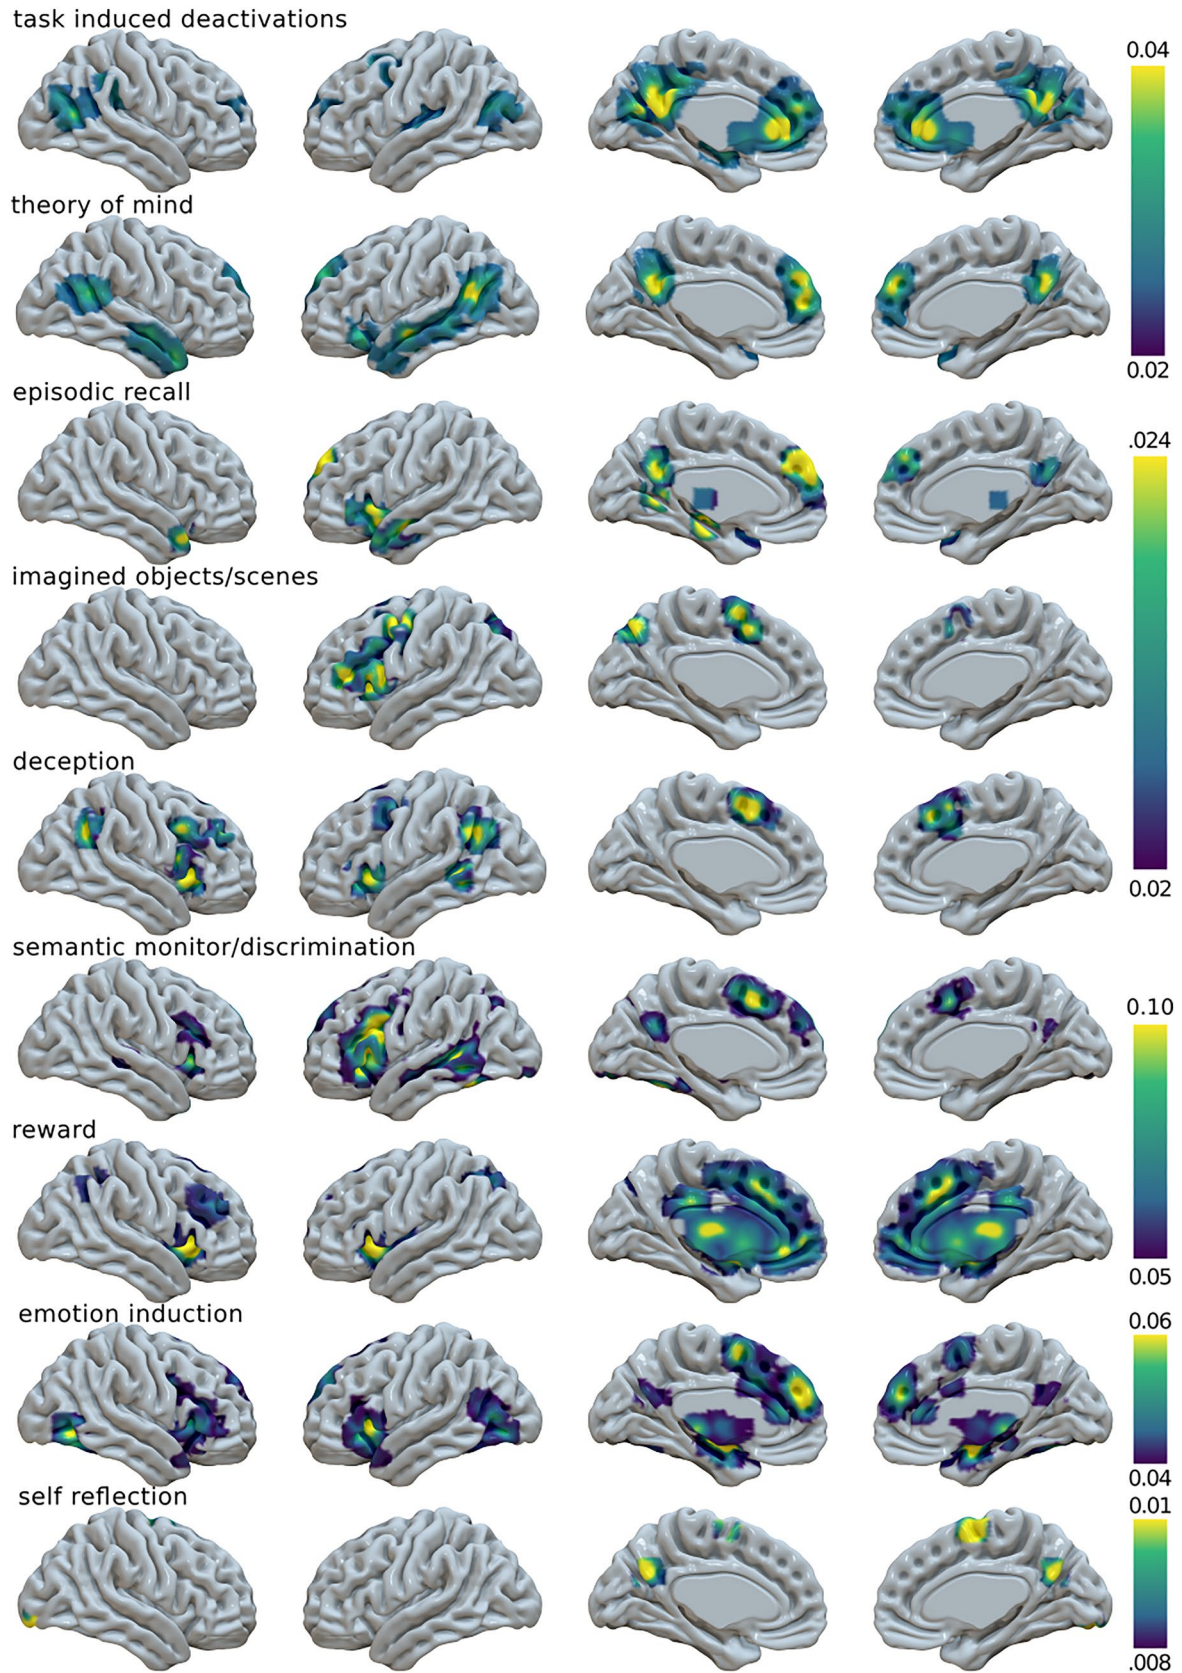 task induced deactivations
0.04
theory of mind
0.02
episodic recall
.024
imagined objects/scenes
deception
0.02
semantic monitor/discrimination
0.10
reward
0.05
emotion induction
0.06
0.04
self reflection
0.01
.008